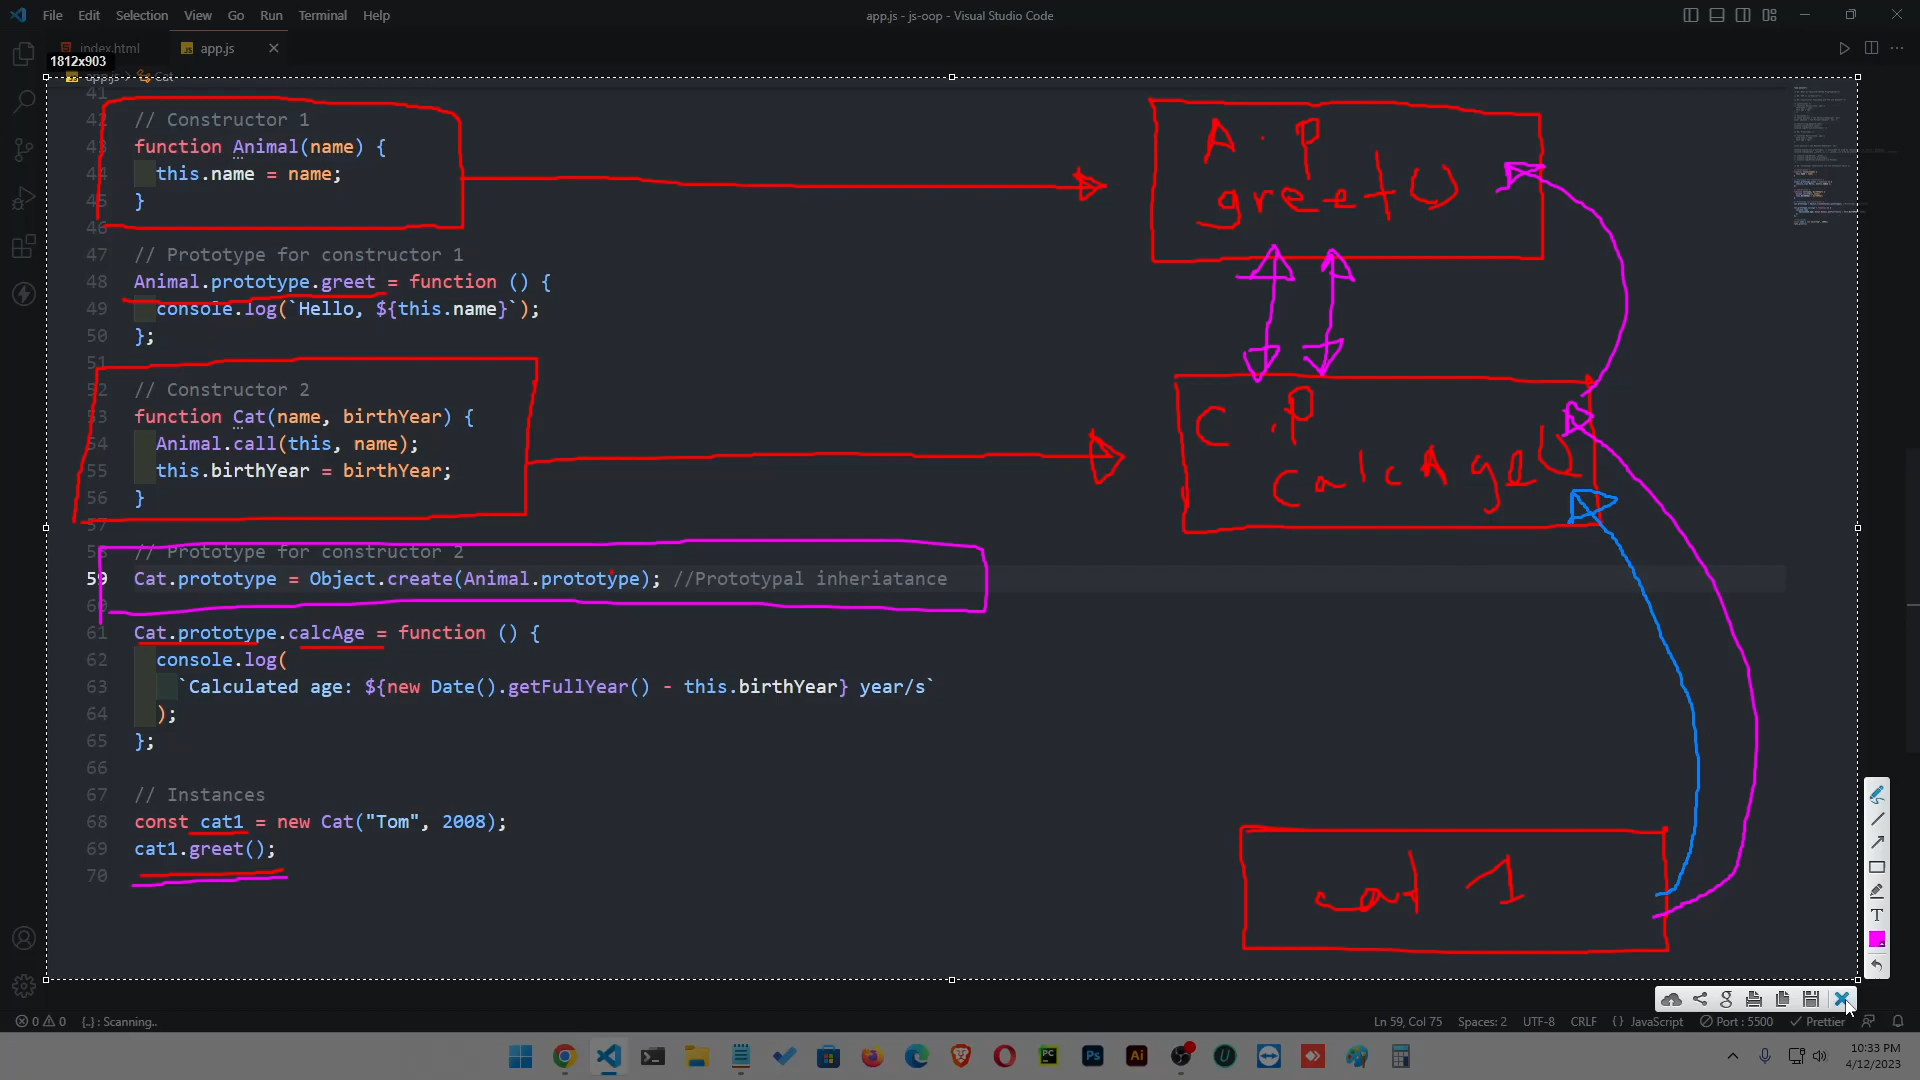 File Edit Selection View Go Run Terminal Help
app.js - js-oop - Visual Studio Code
index.html
app.js
1812x903
app.js > Cat
41
42 // Constructor 1
43 function Animal(name) {
44 this.name = name;
45 }
46
47 // Prototype for constructor 1
48 Animal.prototype.greet = function () {
49 console.log(`Hello, ${this.name}`);
50 };
51
52 // Constructor 2
53 function Cat(name, birthYear) {
54 Animal.call(this, name);
55 this.birthYear = birthYear;
56 }
57
58 // Prototype for constructor 2
59 Cat.prototype = Object.create(Animal.prototype); //Prototypal inheriatance
60
61 Cat.prototype.calcAge = function () {
62 console.log(
63 `Calculated age: ${new Date().getFullYear() - this.birthYear} year/s`
64 );
65 };
66
67 // Instances
68 const cat1 = new Cat("Tom", 2008);
69 cat1.greet();
70
A.P
greet()
C.P
CalcAge()
cat 1
0 0 {..} : Scanning..
Ln 59, Col 75 Spaces: 2 UTF-8 CRLF {} JavaScript Port : 5500 Prettier
10:33 PM
4/12/2023